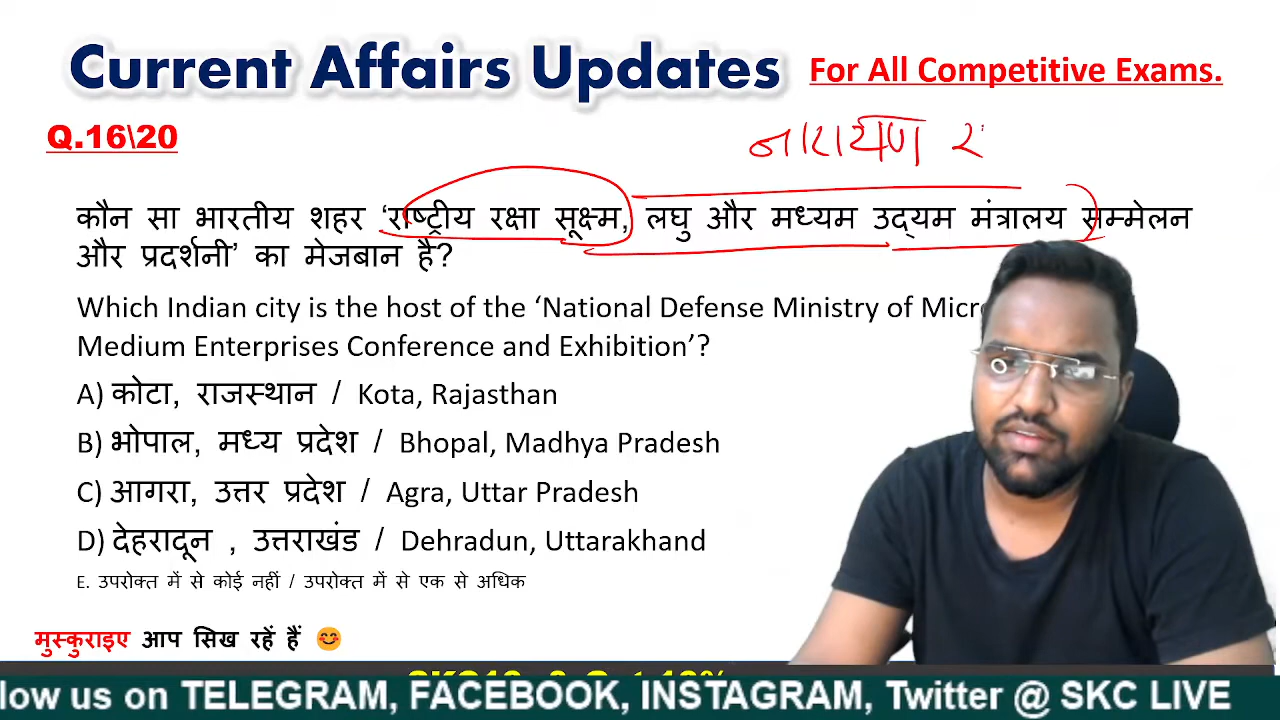 Current Affairs Updates For All Competitive Exams.
Q.16\20
नारायण र
कौन सा भारतीय शहर ‘राष्ट्रीय रक्षा सूक्ष्म, लघु और मध्यम उद्यम मंत्रालय सम्मेलन
और प्रदर्शनी’ का मेजबान है?
Which Indian city is the host of the ‘National Defense Ministry of
Medium Enterprises Conference and Exhibition’?
A) कोटा, राजस्थान / Kota, Rajasthan
B) भोपाल, मध्य प्रदेश / Bhopal, Madhya Pradesh
C) आगरा, उत्तर प्रदेश / Agra, Uttar Pradesh
D) देहरादून , उत्तराखंड / Dehradun, Uttarakhand
E. उपरोक्त में से कोई नहीं / उपरोक्त में से एक से अधिक
मुस्कुराइए आप सिख रहें हैं 😊
low us on TELEGRAM, FACEBOOK, INSTAGRAM, Twitter @ SKC LIVE